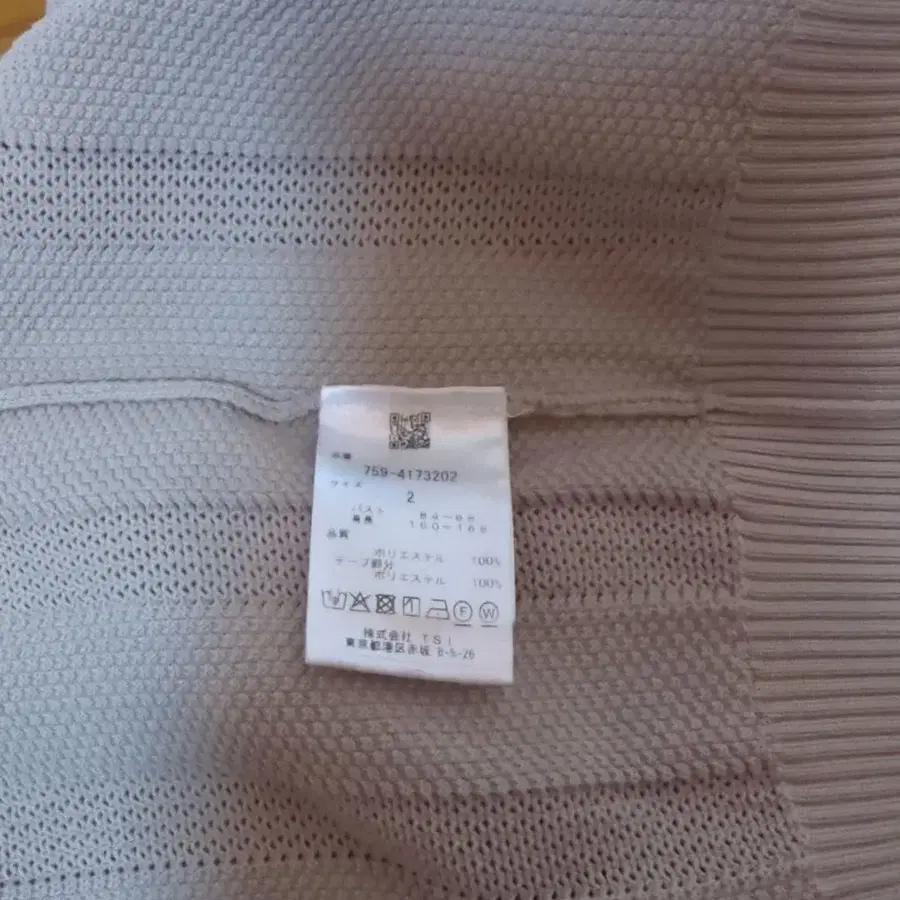 品番
759-4173202
サイズ
2
バスト
身長 160~168
品質
ポリエステル 100%
テープ部分
ポリエステル 100%
F W
株式会社 TSI
東京都港区赤坂 8-5-26